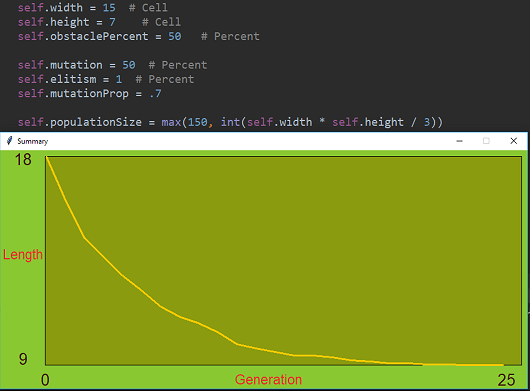 self.width = 15  # Cell
self.height = 7    # Cell
self.obstaclePercent = 50   # Percent
self.mutation = 50  # Percent
self.elitism = 1  # Percent
self.mutationProp = .7
self.populationSize = max(150, int(self.width * self.height / 3))
Summary
18
Length
9
0
Generation
25